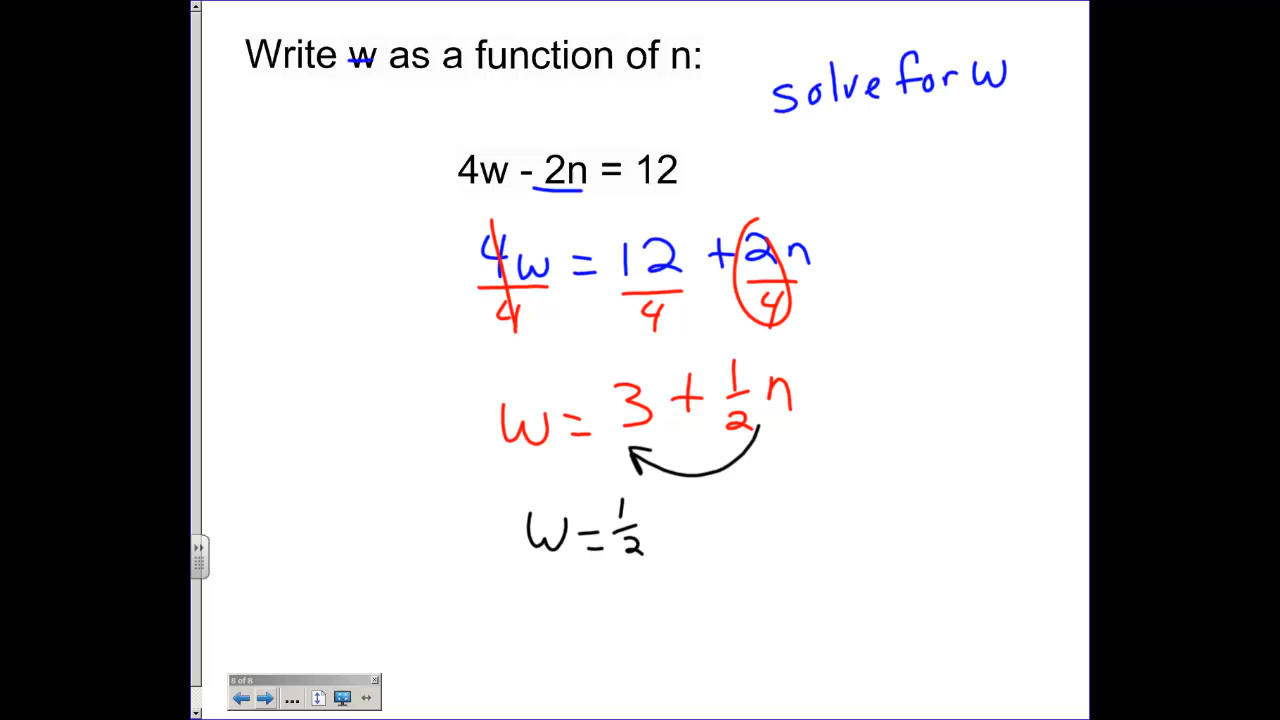 Write w as a function of n:
solve for w
4w - 2n = 12
4w = 12 + 2n
4 4 4
w = 3 + 1/2 n
w = 1/2
8 of 8